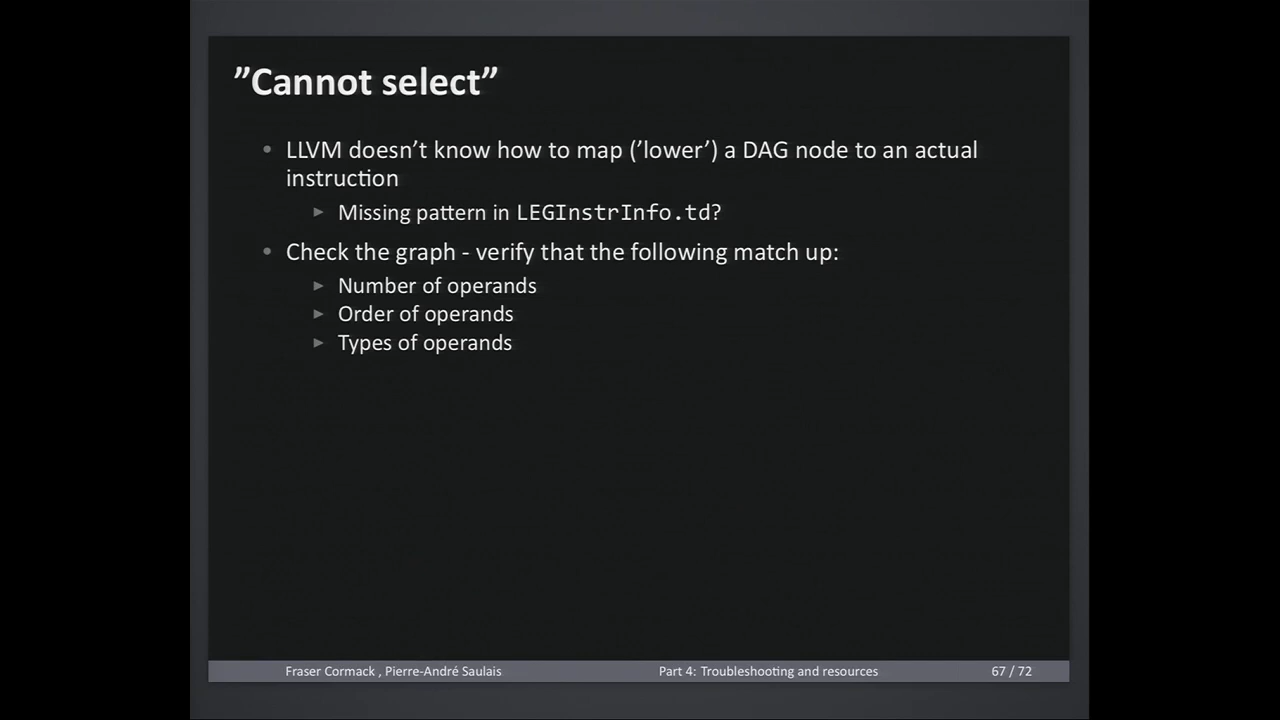 ”Cannot select”
• LLVM doesn’t know how to map (’lower’) a DAG node to an actual
instruction
▶ Missing pattern in LEGInstrInfo.td?
• Check the graph - verify that the following match up:
▶ Number of operands
▶ Order of operands
▶ Types of operands
Fraser Cormack , Pierre-André Saulais Part 4: Troubleshooting and resources 67 / 72